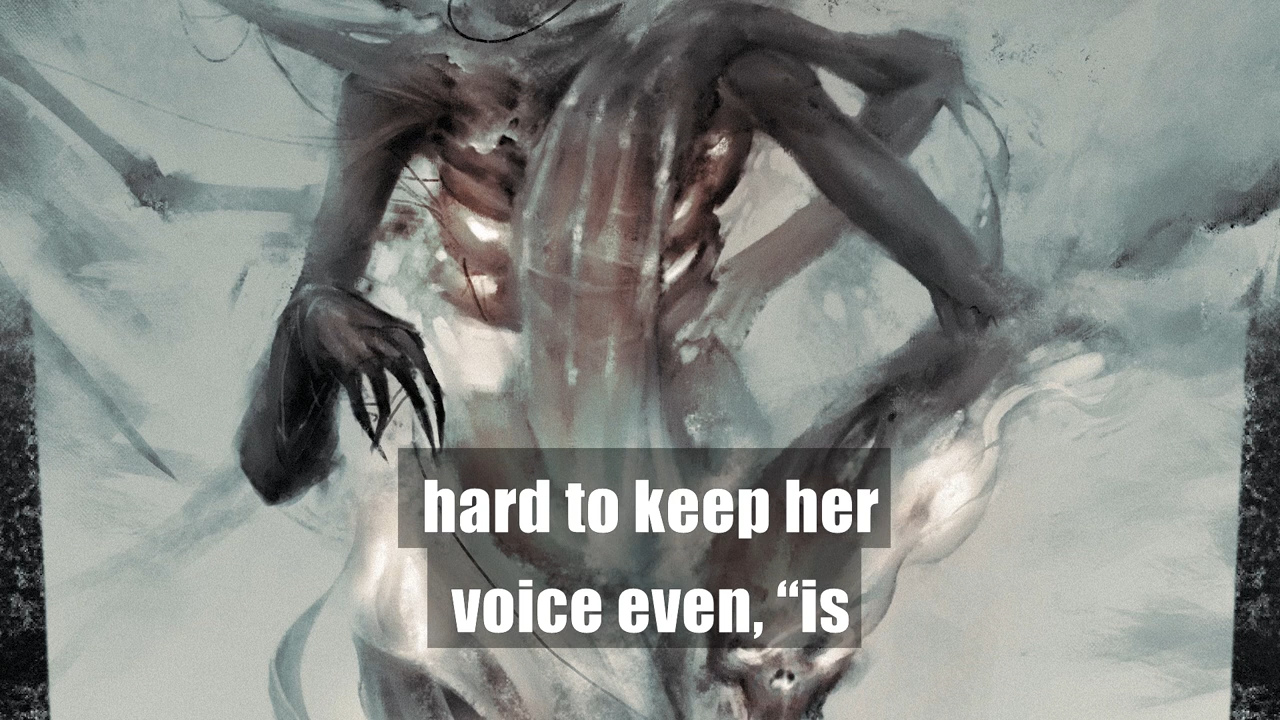 hard to keep her
voice even, “is